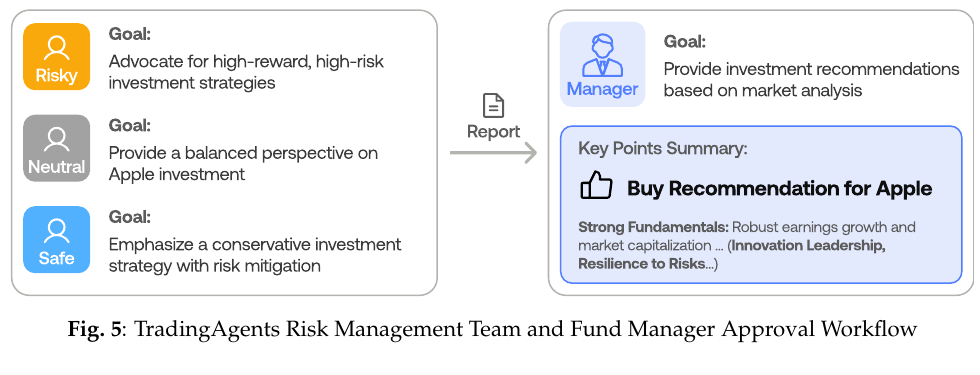 Risky
Goal:
Advocate for high-reward, high-risk
investment strategies
Neutral
Goal:
Provide a balanced perspective on
Apple investment
Safe
Goal:
Emphasize a conservative investment
strategy with risk mitigation
Report
Manager
Goal:
Provide investment recommendations
based on market analysis
Key Points Summary:
Buy Recommendation for Apple
Strong Fundamentals: Robust earnings growth and
market capitalization ... (Innovation Leadership,
Resilience to Risks...)
Fig. 5: TradingAgents Risk Management Team and Fund Manager Approval Workflow